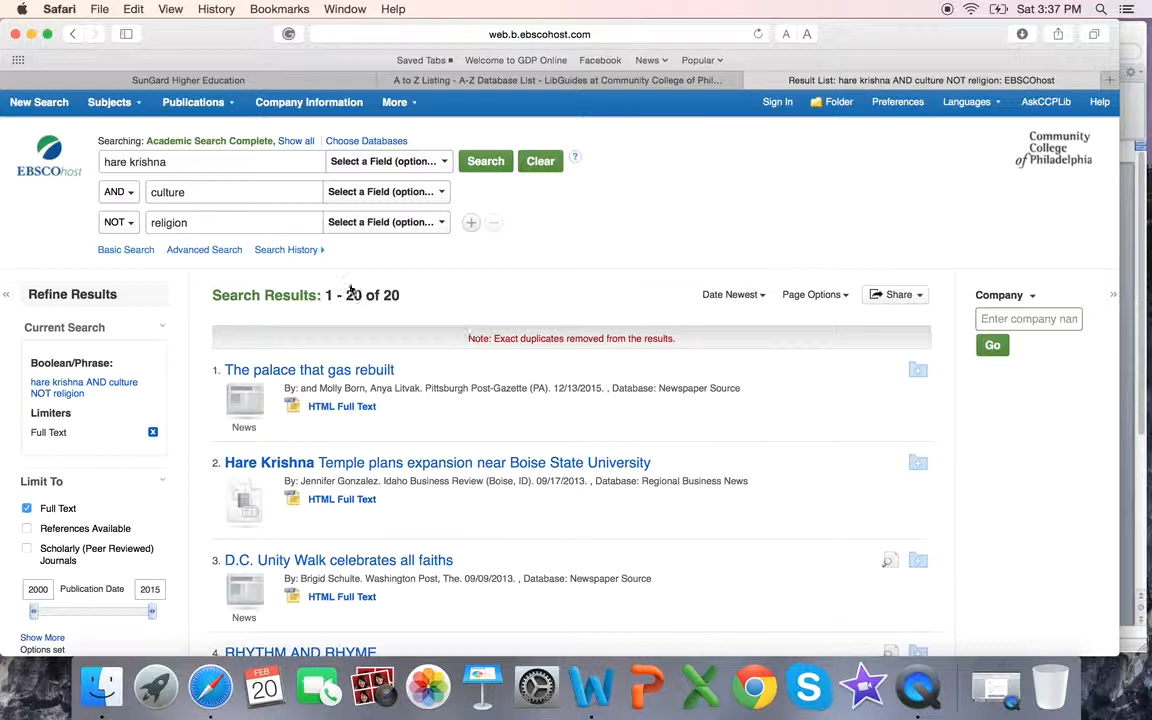 Safari File Edit View History Bookmarks Window Help Sat 3:37 PM
web.b.ebscohost.com A A
Saved Tabs Welcome to GDP Online Facebook News Popular
SunGard Higher Education A to Z Listing - A-Z Database List - LibGuides at Community College of Phil... Result List: hare krishna AND culture NOT religion: EBSCOhost
New Search Subjects Publications Company Information More Sign In Folder Preferences Languages AskCCPLib Help
Searching: Academic Search Complete, Show all Choose Databases
hare krishna Select a Field (option... Search Clear ?
AND culture Select a Field (option...
NOT religion Select a Field (option...
Basic Search Advanced Search Search History
EBSCOhost
Community
College
of Philadelphia
« Refine Results
Current Search
Boolean/Phrase:
hare krishna AND culture
NOT religion
Limiters
Full Text
Limit To
Full Text
References Available
Scholarly (Peer Reviewed)
Journals
2000 Publication Date 2015
Show More
Options set
Search Results: 1 - 20 of 20 Date Newest Page Options Share
Note: Exact duplicates removed from the results.
1. The palace that gas rebuilt
By: and Molly Born, Anya Litvak. Pittsburgh Post-Gazette (PA). 12/13/2015. , Database: Newspaper Source
HTML Full Text
News
2. Hare Krishna Temple plans expansion near Boise State University
By: Jennifer Gonzalez. Idaho Business Review (Boise, ID). 09/17/2013. , Database: Regional Business News
HTML Full Text
3. D.C. Unity Walk celebrates all faiths
By: Brigid Schulte. Washington Post, The. 09/09/2013. , Database: Newspaper Source
HTML Full Text
News
4. RHYTHM AND RHYME
Company »
Enter company nam
Go
FEB
20